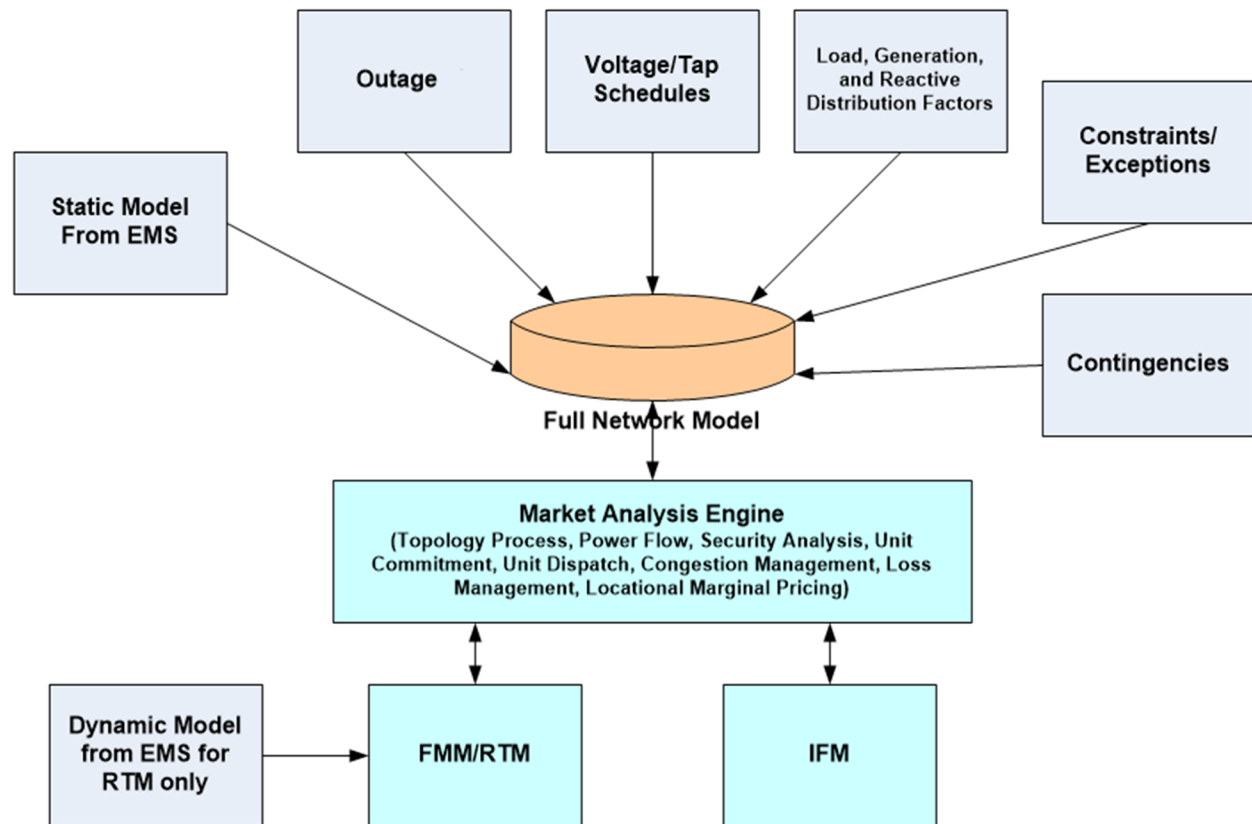 Outage
Voltage/Tap
Schedules
Load, Generation,
and Reactive
Distribution Factors
Constraints/
Exceptions
Static Model
From EMS
Contingencies
Full Network Model
Market Analysis Engine
(Topology Process, Power Flow, Security Analysis, Unit
Commitment, Unit Dispatch, Congestion Management, Loss
Management, Locational Marginal Pricing)
Dynamic Model
from EMS for
RTM only
FMM/RTM
IFM